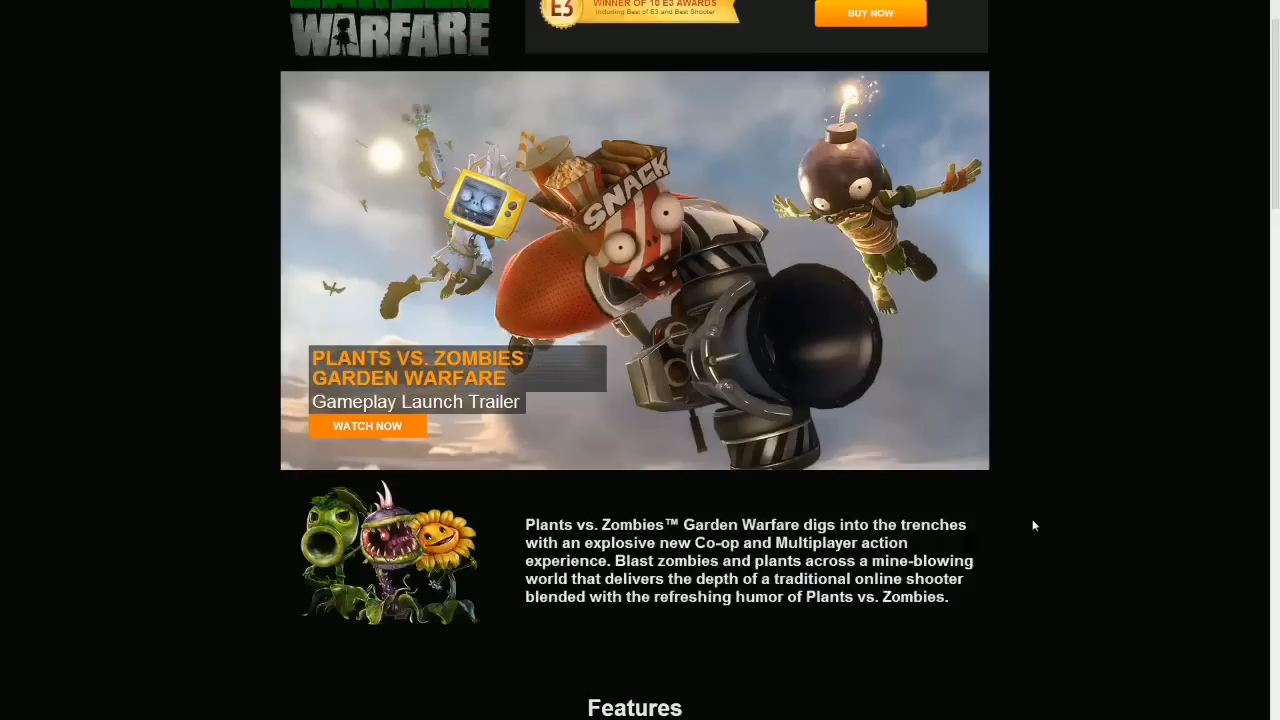 WARFARE
E3
WINNER OF 10 E3 AWARDS
Including Best of E3 and Best Shooter
BUY NOW
SNACK
PLANTS VS. ZOMBIES
GARDEN WARFARE
Gameplay Launch Trailer
WATCH NOW
Plants vs. Zombies™ Garden Warfare digs into the trenches
with an explosive new Co-op and Multiplayer action
experience. Blast zombies and plants across a mine-blowing
world that delivers the depth of a traditional online shooter
blended with the refreshing humor of Plants vs. Zombies.
Features